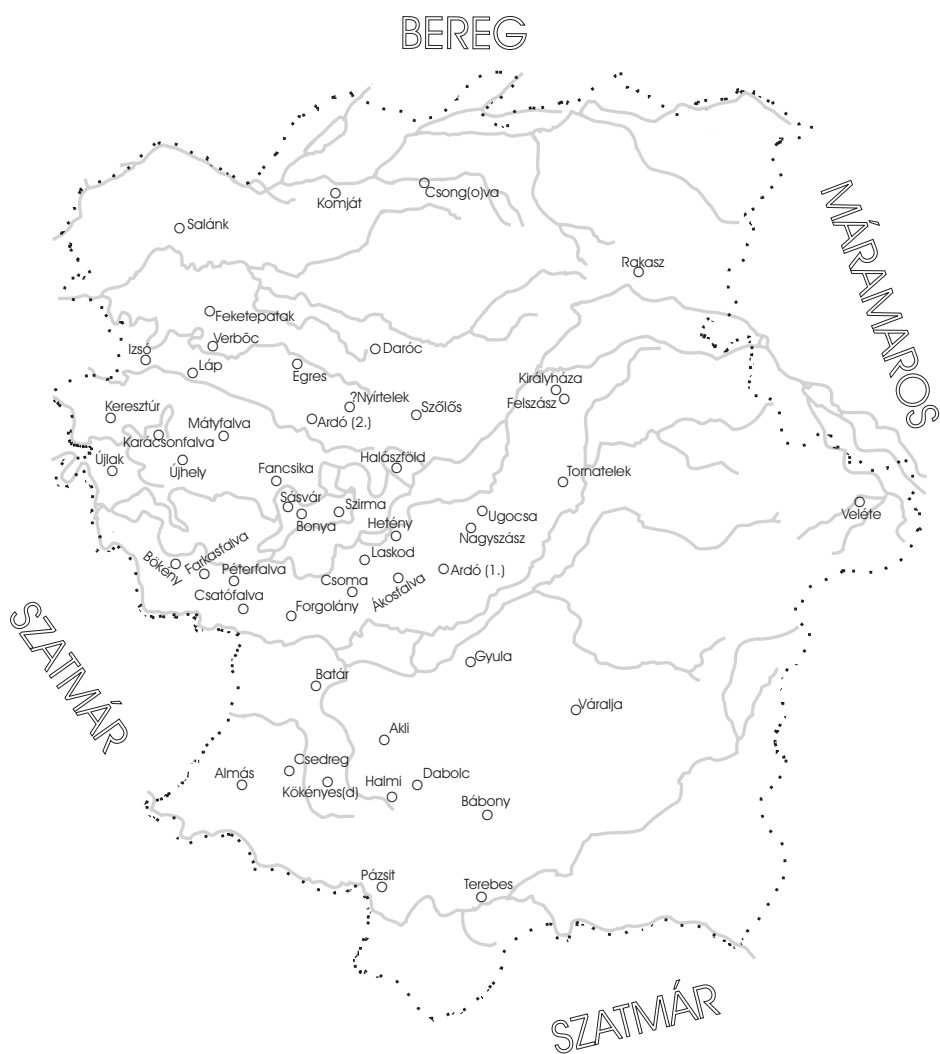 BEREG
Csong(o)va
Komját
Salánk
MÁRAMAROS
Rakasz
Feketepatak
Verbőc
Izsó
Daróc
Láp
Egres
Királyháza
?Nyírtelek
Felszász
Keresztúr
Szőlős
Mátyfalva
Ardó (2.)
Karácsonfalva
Halászföld
Újlak
Újhely
Fancsika
Tornatelek
Sásvár
Szirma
Veléte
Ugocsa
Bonya
Hetény
Nagyszász
Laskod
Farkasfalva
Bökény
Péterfalva
Ardó (1.)
Csoma
Ákosfalva
Csatófalva
Forgolány
SZATMÁR
Gyula
Batár
Váralja
Akli
Csedreg
Almás
Dabolc
Halmi
Kökényes(d)
Bábony
Pázsit
Terebes
SZATMÁR